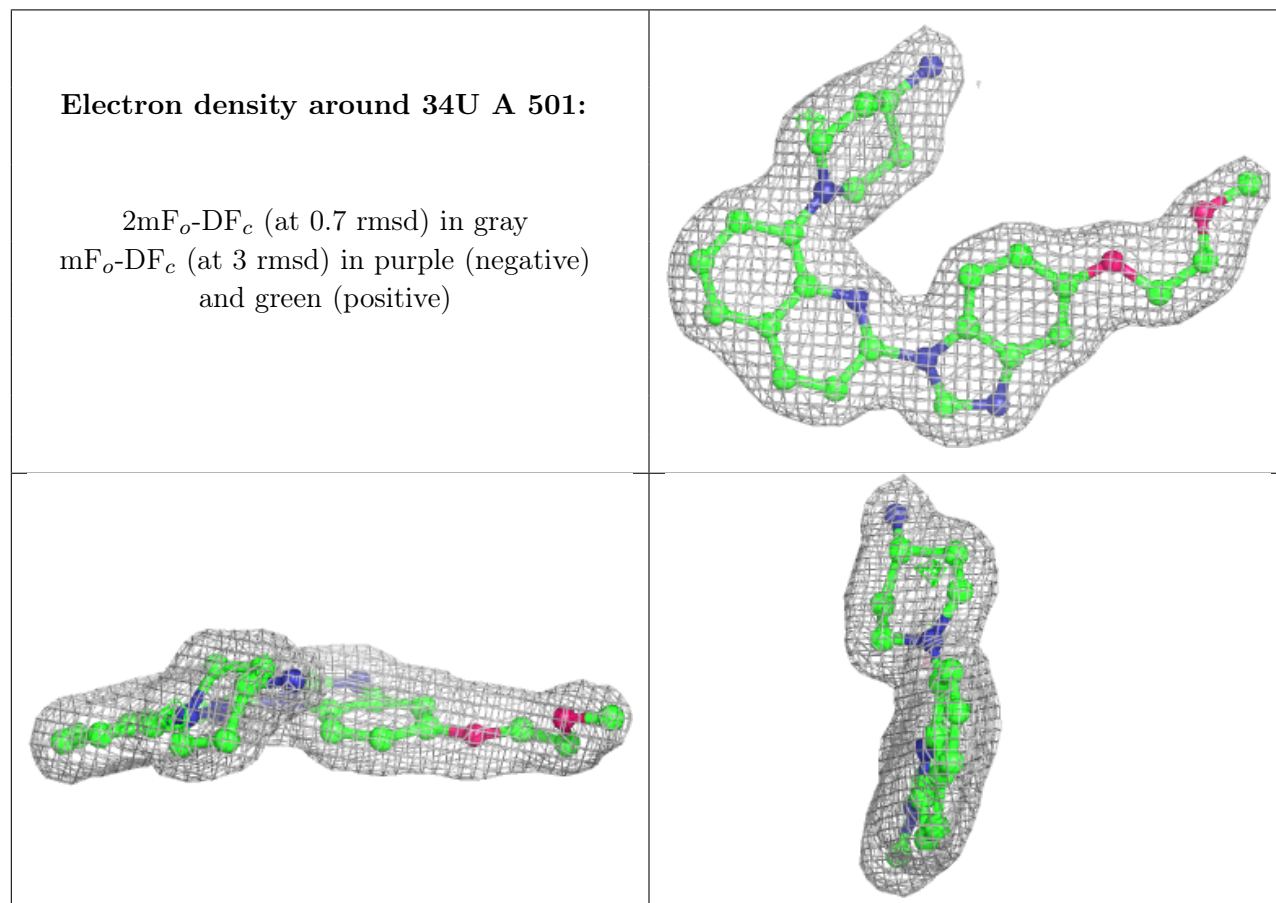 Electron density around 34U A 501:
2mFo-DFc (at 0.7 rmsd) in gray
mFo-DFc (at 3 rmsd) in purple (negative)
and green (positive)